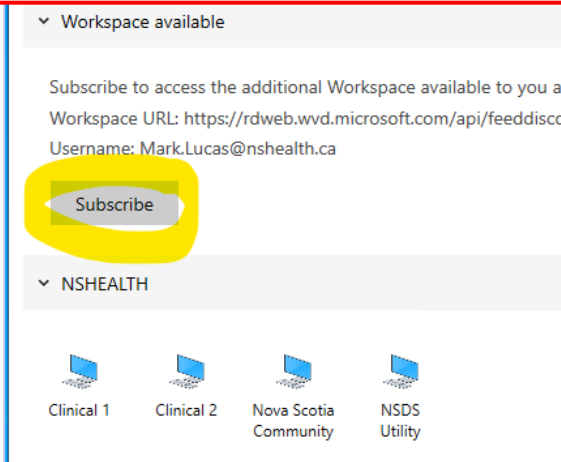 Workspace available
Subscribe to access the additional Workspace available to you a
Workspace URL: https://rdweb.wvd.microsoft.com/api/feeddisco
Username: Mark.Lucas@nshealth.ca
Subscribe
NSHEALTH
Clinical 1 Clinical 2 Nova Scotia NSDS
Community Utility